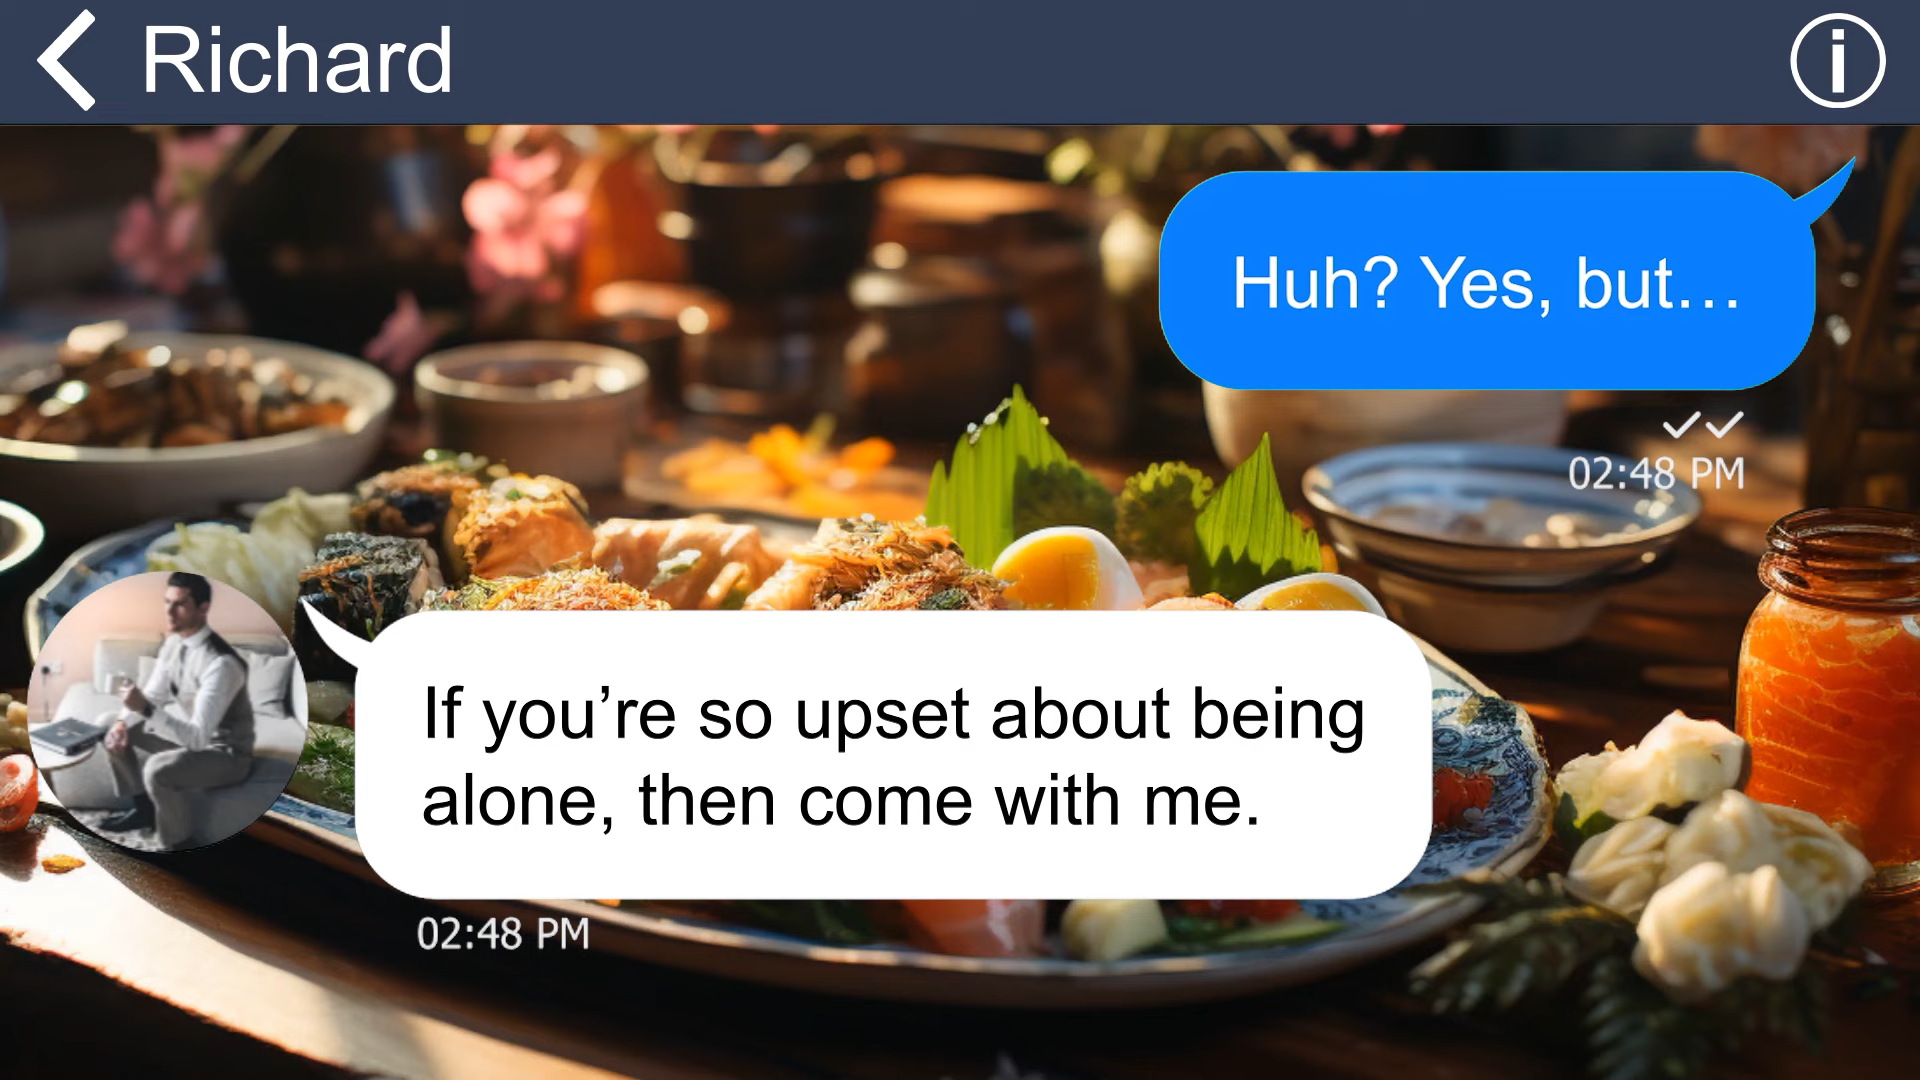 Richard
Huh? Yes, but…
02:48 PM
If you’re so upset about being
alone, then come with me.
02:48 PM